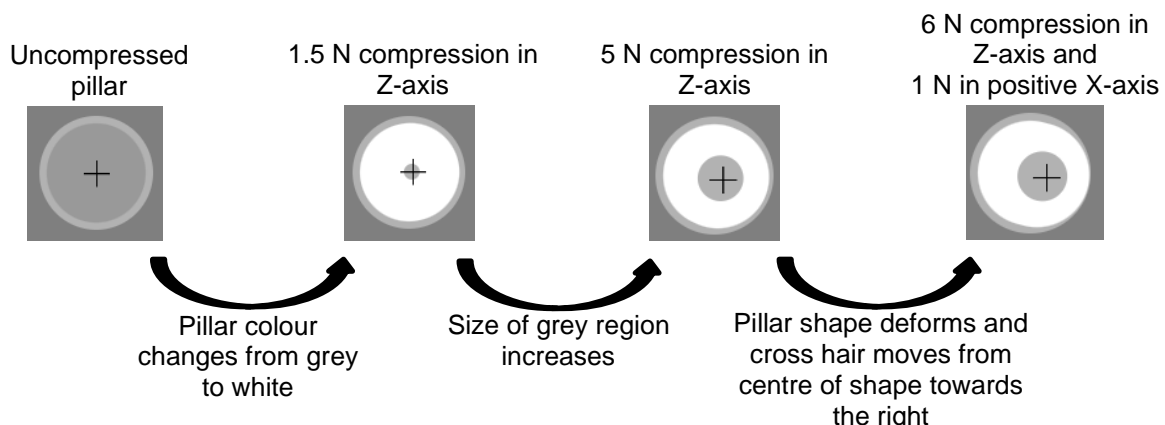 Uncompressed
pillar
1.5 N compression in
Z-axis
5 N compression in
Z-axis
6 N compression in
Z-axis and
1 N in positive X-axis
Pillar colour
changes from grey
to white
Size of grey region
increases
Pillar shape deforms and
cross hair moves from
centre of shape towards
the right